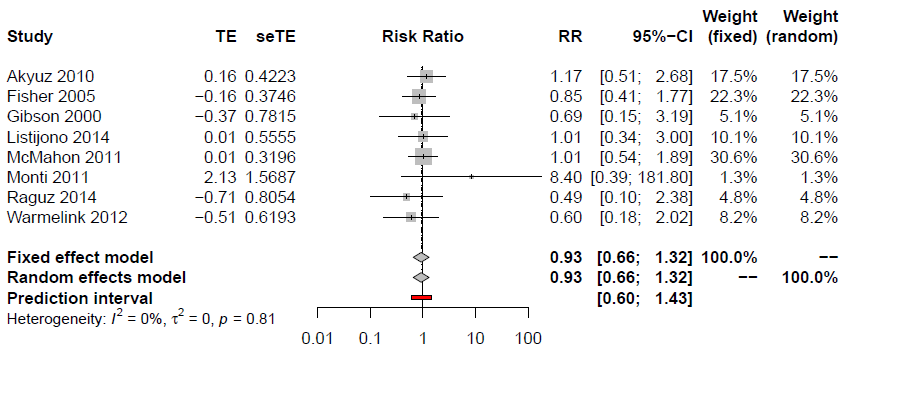 Weight Weight
Study TE seTE Risk Ratio RR 95%−CI (fixed) (random)
Akyuz 2010 0.16 0.4223 1.17 [0.51; 2.68] 17.5% 17.5%
Fisher 2005 −0.16 0.3746 0.85 [0.41; 1.77] 22.3% 22.3%
Gibson 2000 −0.37 0.7815 0.69 [0.15; 3.19] 5.1% 5.1%
Listijono 2014 0.01 0.5555 1.01 [0.34; 3.00] 10.1% 10.1%
McMahon 2011 0.01 0.3196 1.01 [0.54; 1.89] 30.6% 30.6%
Monti 2011 2.13 1.5687 8.40 [0.39; 181.80] 1.3% 1.3%
Raguz 2014 −0.71 0.8054 0.49 [0.10; 2.38] 4.8% 4.8%
Warmelink 2012 −0.51 0.6193 0.60 [0.18; 2.02] 8.2% 8.2%
Fixed effect model 0.93 [0.66; 1.32] 100.0% −−
Random effects model 0.93 [0.66; 1.32] −− 100.0%
Prediction interval [0.60; 1.43]
Heterogeneity: I² = 0%, τ² = 0, p = 0.81
0.01 0.1 1 10 100